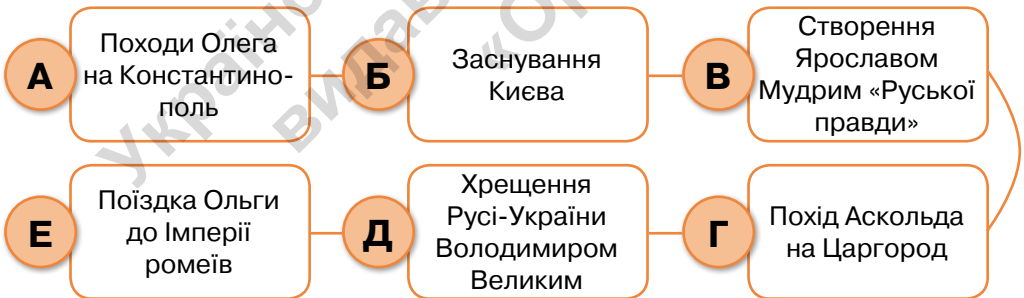 А
Походи Олега
на Константино-
поль
Б
Заснування
Києва
В
Створення
Ярославом
Мудрим «Руської
правди»
Г
Похід Аскольда
на Царгород
Д
Хрещення
Русі-України
Володимиром
Великим
Е
Поїздка Ольги
до Імперії
ромеїв